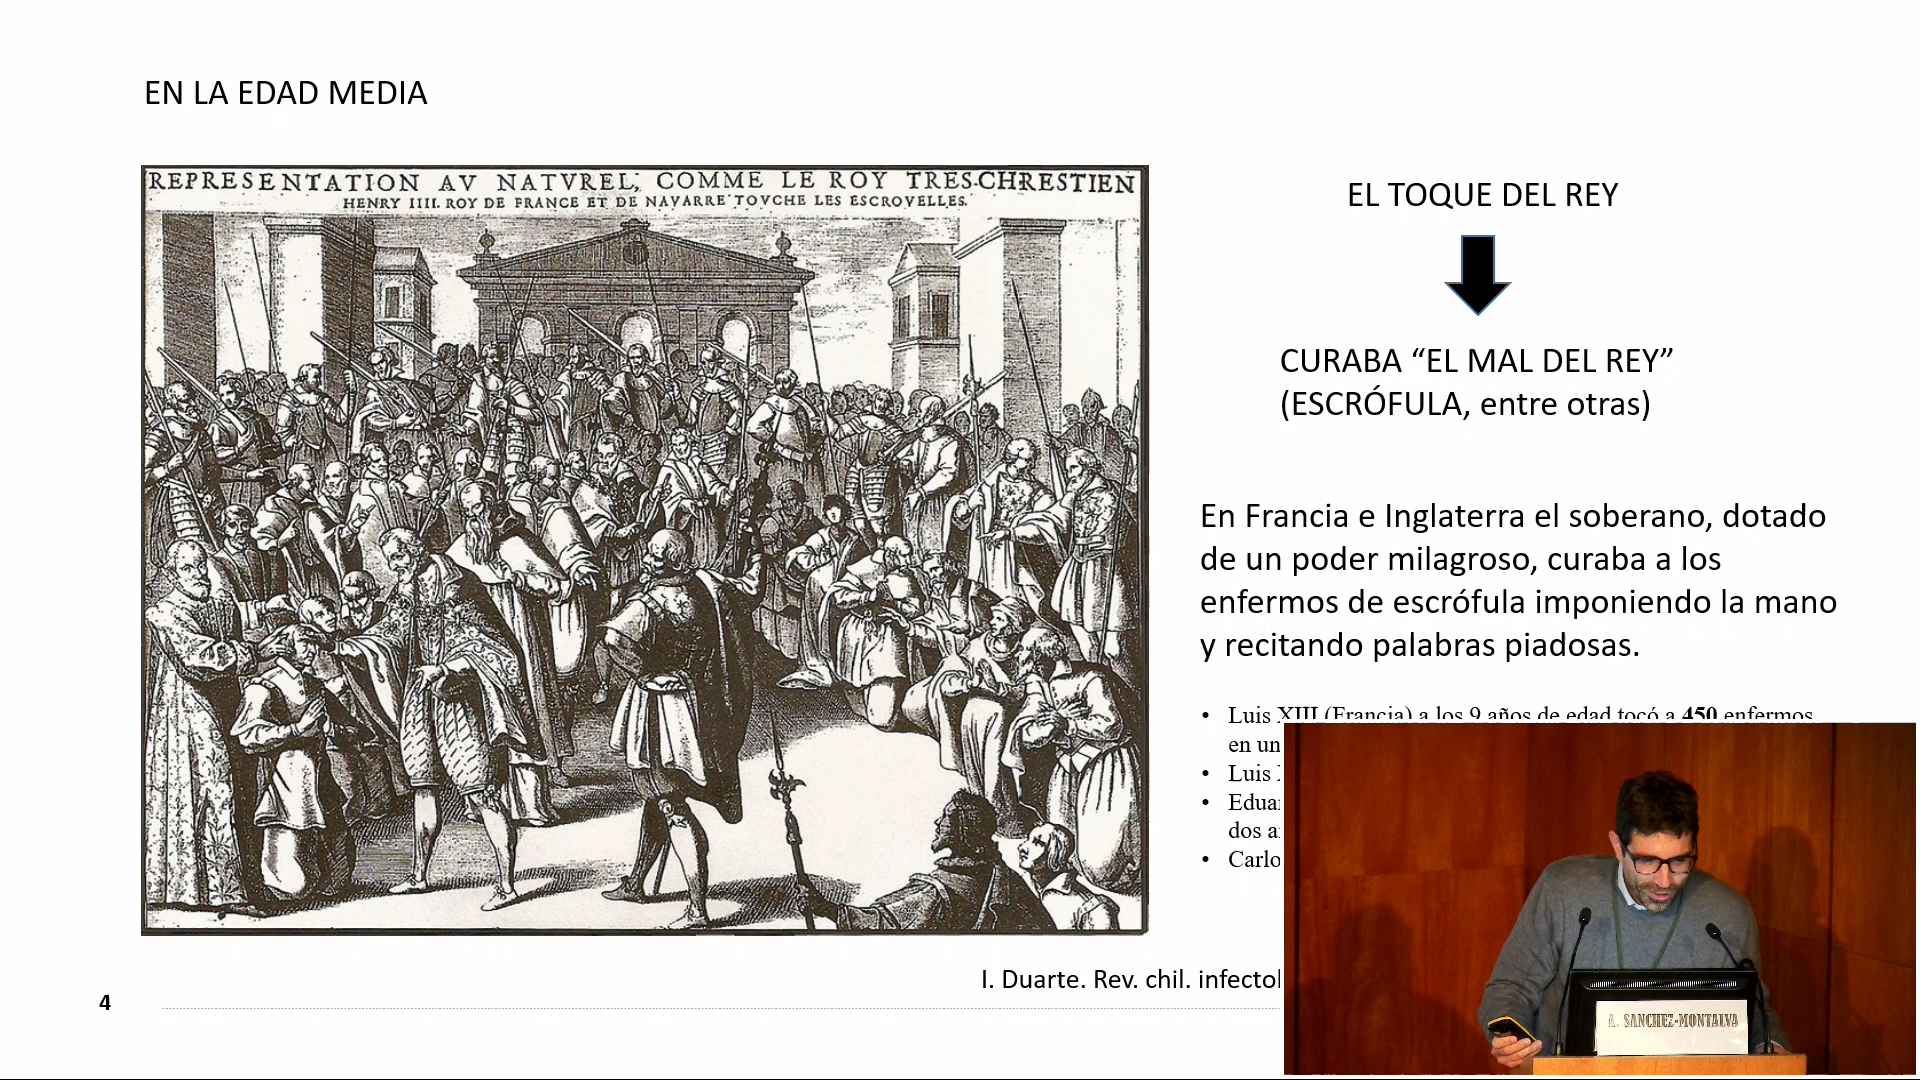 EN LA EDAD MEDIA
REPRESENTATION AV NATVREL, COMME LE ROY TRES-CHRESTIEN
HENRY IIII. ROY DE FRANCE ET DE NAVARRE TOVCHE LES ESCROVELLES.
EL TOQUE DEL REY
CURABA “EL MAL DEL REY”
(ESCRÓFULA, entre otras)
En Francia e Inglaterra el soberano, dotado
de un poder milagroso, curaba a los
enfermos de escrófula imponiendo la mano
y recitando palabras piadosas.
• Luis XIII (Francia) a los 9 años de edad tocó a 450 enfermos
en un
• Luis
• Eduar
dos a
• Carlo
I. Duarte. Rev. chil. infectol
4
A. SANCHEZ-MONTALVA